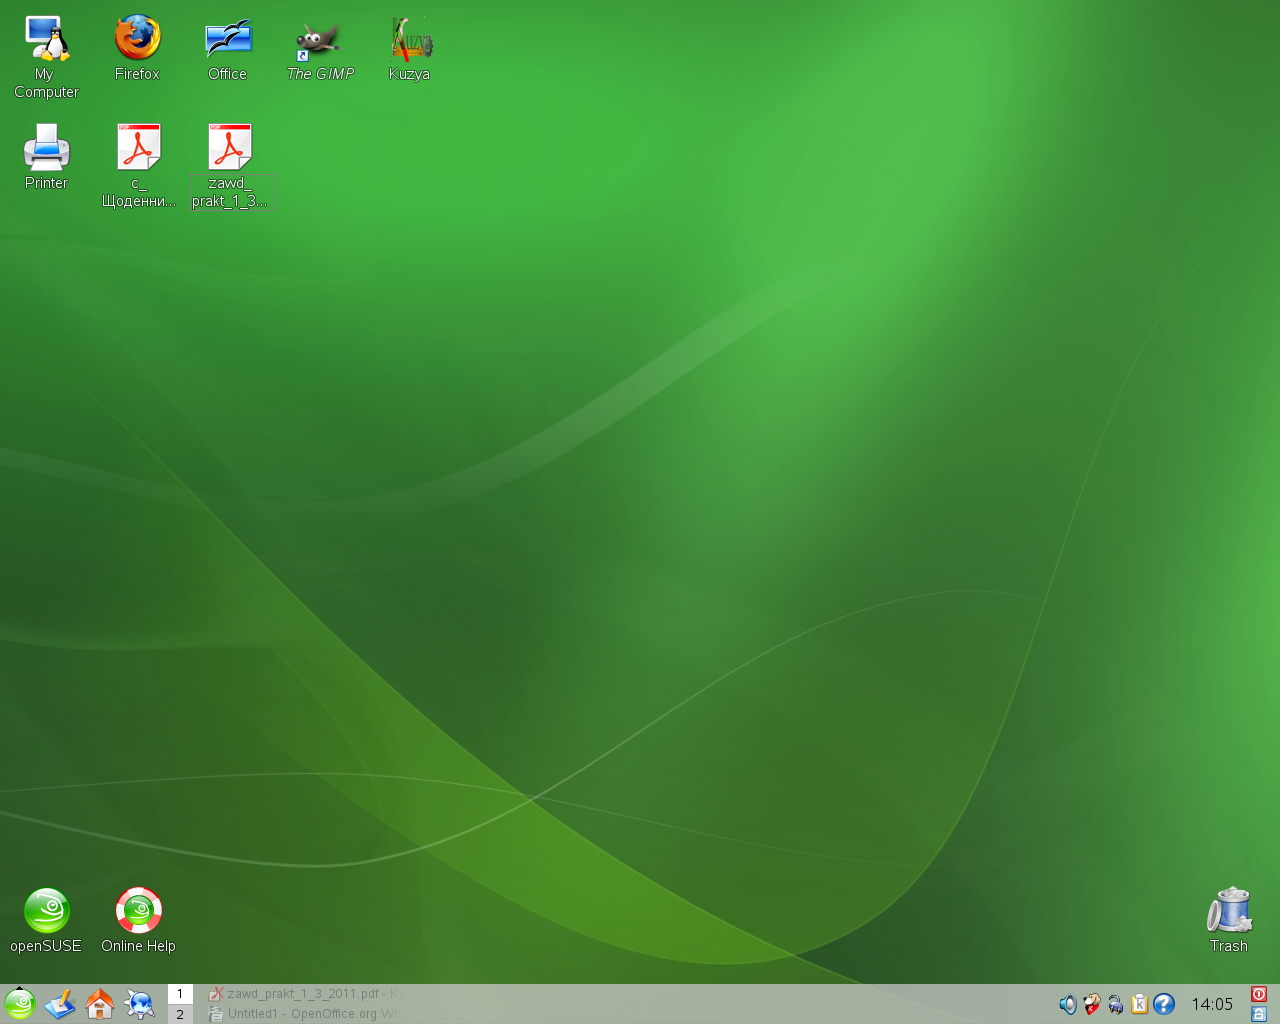 My
Computer
Firefox
Office
The GIMP
Kuzya
Printer
c_
Щоденни...
zawd_
prakt_1_3...
openSUSE
Online Help
Trash
1
2
zawd_prakt_1_3_2011.pdf - K
Untitled1 - OpenOffice.org Wri
14:05